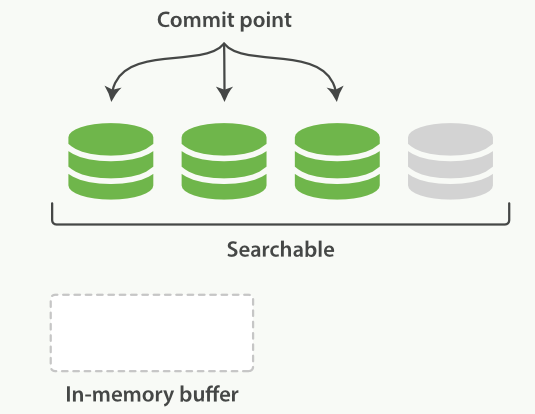 Commit point
Searchable
In-memory buffer